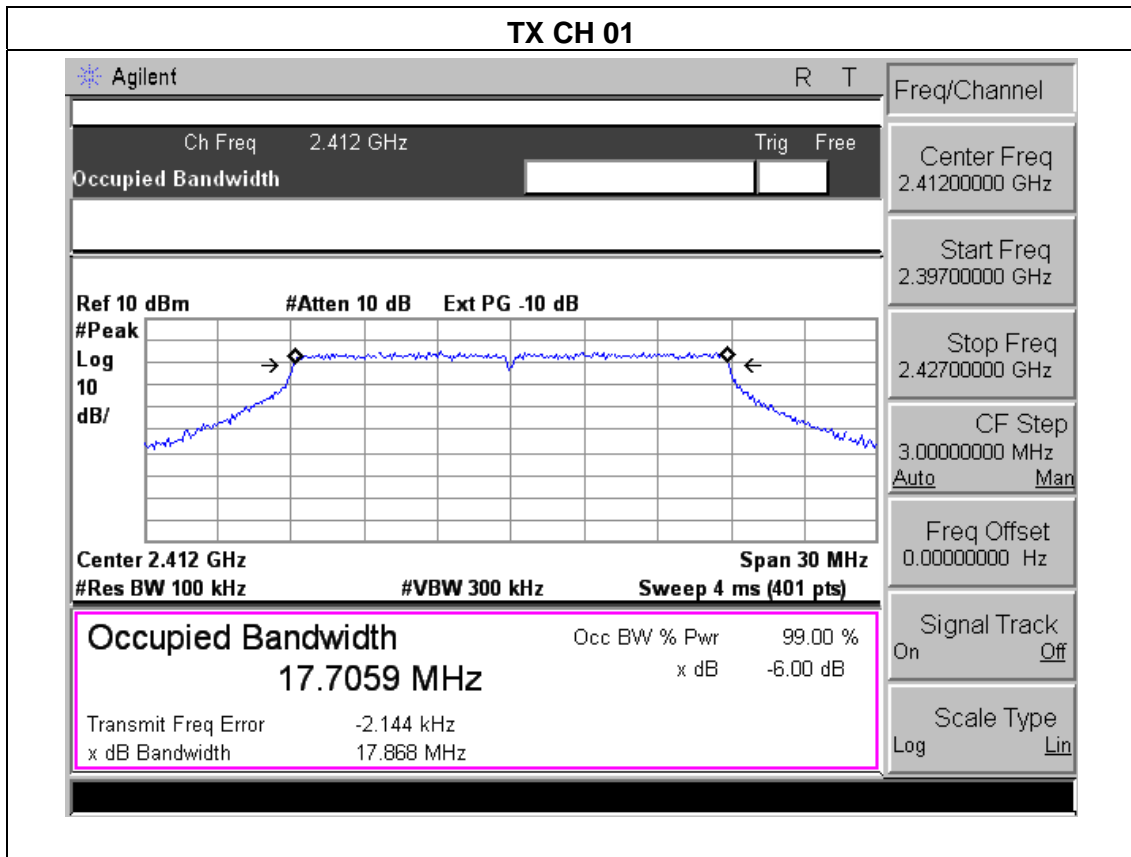 TX CH 01
Agilent R T
Ch Freq 2.412 GHz Trig Free
Occupied Bandwidth
Ref 10 dBm #Atten 10 dB Ext PG -10 dB
#Peak
Log
10
dB/
Center 2.412 GHz Span 30 MHz
#Res BW 100 kHz #VBW 300 kHz Sweep 4 ms (401 pts)
Occupied Bandwidth Occ BW % Pwr 99.00 %
17.7059 MHz x dB -6.00 dB
Transmit Freq Error -2.144 kHz
x dB Bandwidth 17.868 MHz
Freq/Channel
Center Freq
2.41200000 GHz
Start Freq
2.39700000 GHz
Stop Freq
2.42700000 GHz
CF Step
3.00000000 MHz
Auto Man
Freq Offset
0.00000000 Hz
Signal Track
On Off
Scale Type
Log Lin